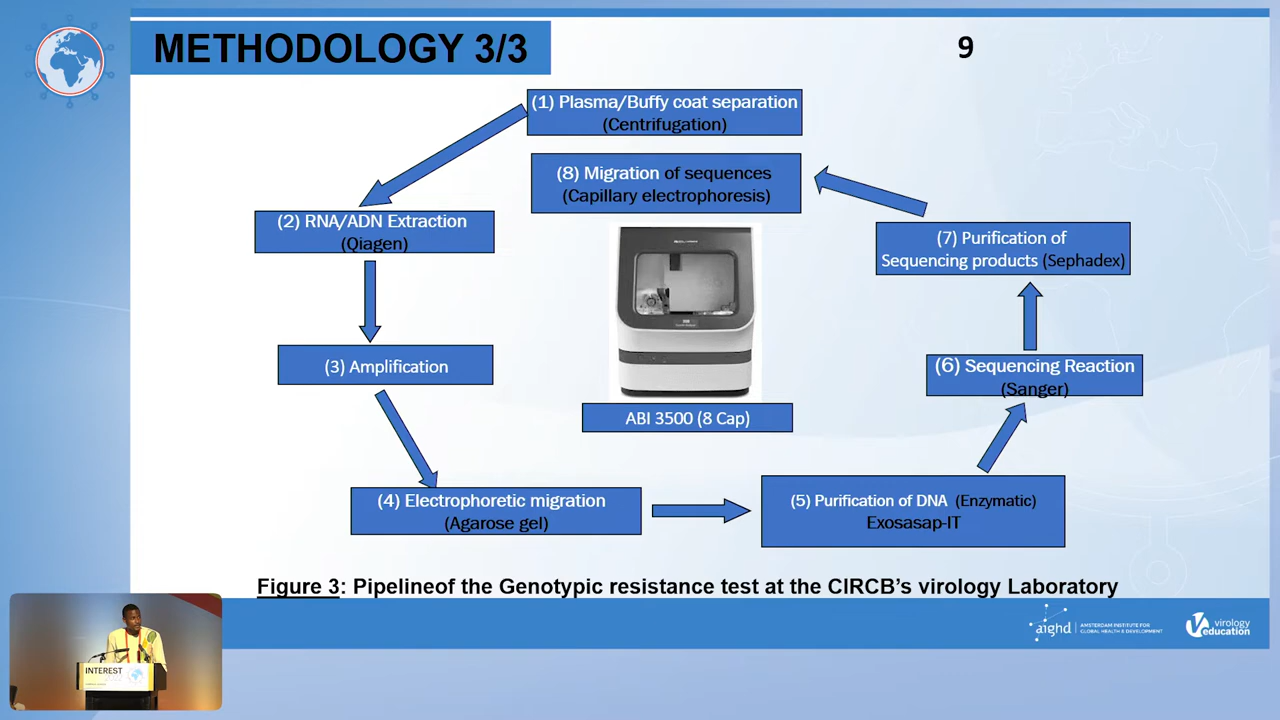 METHODOLOGY 3/3
9
(1) Plasma/Buffy coat separation
(Centrifugation)
(8) Migration of sequences
(Capillary electrophoresis)
(2) RNA/ADN Extraction
(Qiagen)
(7) Purification of
Sequencing products (Sephadex)
(3) Amplification
(6) Sequencing Reaction
(Sanger)
ABI 3500 (8 Cap)
(4) Electrophoretic migration
(Agarose gel)
(5) Purification of DNA (Enzymatic)
Exosasap-IT
Figure 3: Pipelineof the Genotypic resistance test at the CIRCB's virology Laboratory
aighd
AMSTERDAM INSTITUTE FOR
GLOBAL HEALTH & DEVELOPMENT
virology
education
INTEREST